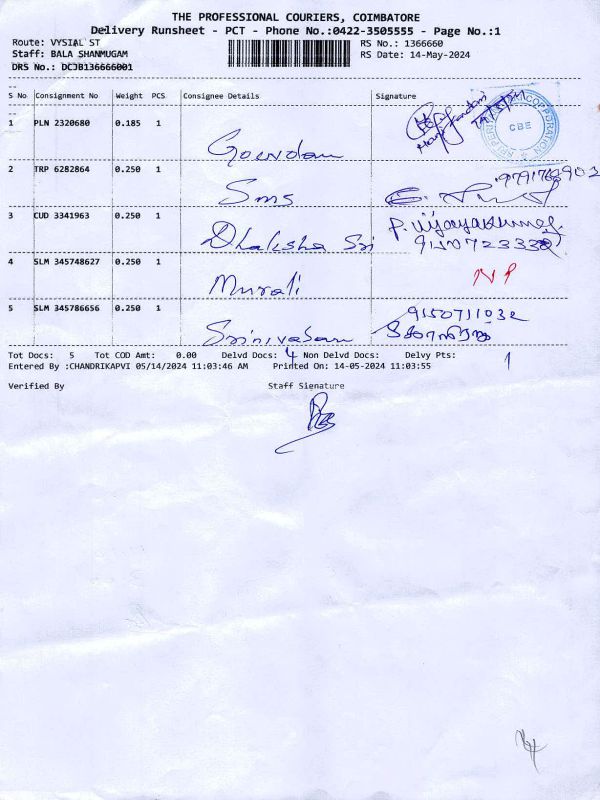 THE PROFESSIONAL COURIERS, COIMBATORE
Delivery Runsheet - PCT - Phone No.:0422-3505555 - Page No.:1
Route: VYSIAL ST
Staff: BALA SHANMUGAM
DRS No.: DCJB136666001
RS No.: 1366660
RS Date: 14-May-2024
S No Consignment No Weight PCS Consignee Details Signature
1 PLN 2320680 0.185 1
CBE
2 TRP 6282864 0.250 1 Sms
3 CUD 3341963 0.250 1 Dhaksha Sri P. Vijayakumar
4 SLM 345748627 0.250 1 Murali NP
5 SLM 345786656 0.250 1 Srinivasan 9150711032
Tot Docs: 5 Tot COD Amt: 0.00 Delvd Docs: 4 Non Delvd Docs: Delvy Pts: 1
Entered By :CHANDRIKAPVI 05/14/2024 11:03:46 AM Printed On: 14-05-2024 11:03:55
Verified By Staff Signature